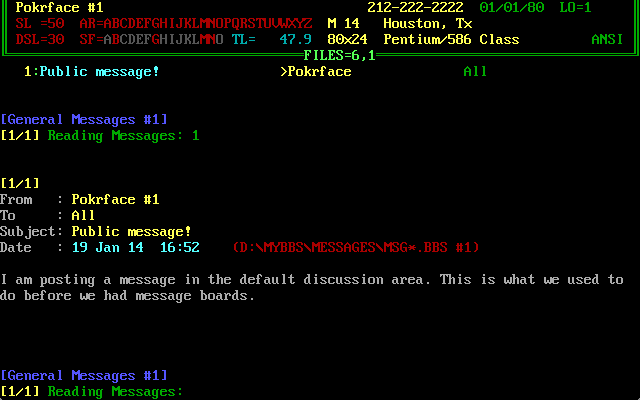 Pokrface #1 212-222-2222 01/01/80 LO=1
SL =50 AR=ABCDEFGHIJKLMNOPQRSTUVWXYZ M 14 Houston, Tx
DSL=30 SF=ABCDEFGHIJKLMNO TL= 47.9 80x24 Pentium/586 Class ANSI
FILES=6,1
1:Public message! >Pokrface All
[General Messages #1]
[1/1] Reading Messages: 1
[1/1]
From : Pokrface #1
To : All
Subject: Public message!
Date : 19 Jan 14 16:52 (D:\MYBBS\MESSAGES\MSG*.BBS #1)
I am posting a message in the default discussion area. This is what we used to
do before we had message boards.
[General Messages #1]
[1/1] Reading Messages: